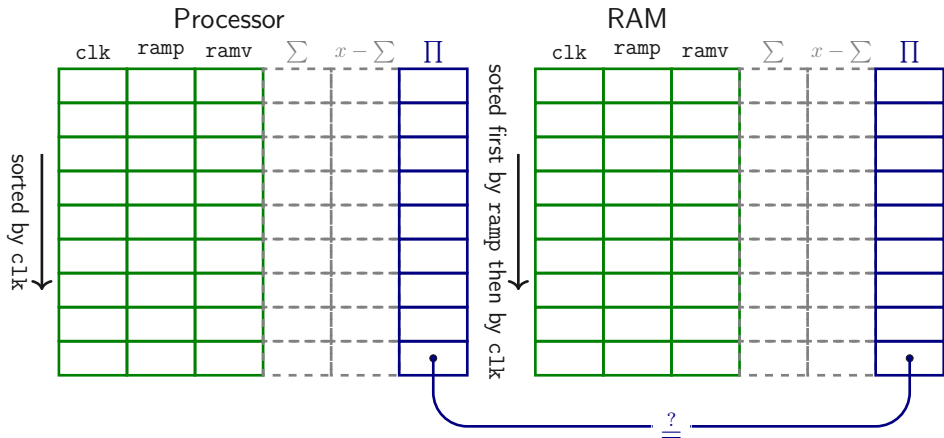 Processor
RAM
clk ramp ramv ∑ x − ∑ ∏
clk ramp ramv ∑ x − ∑ ∏
sorted by clk
soted first by ramp then by clk
?
=